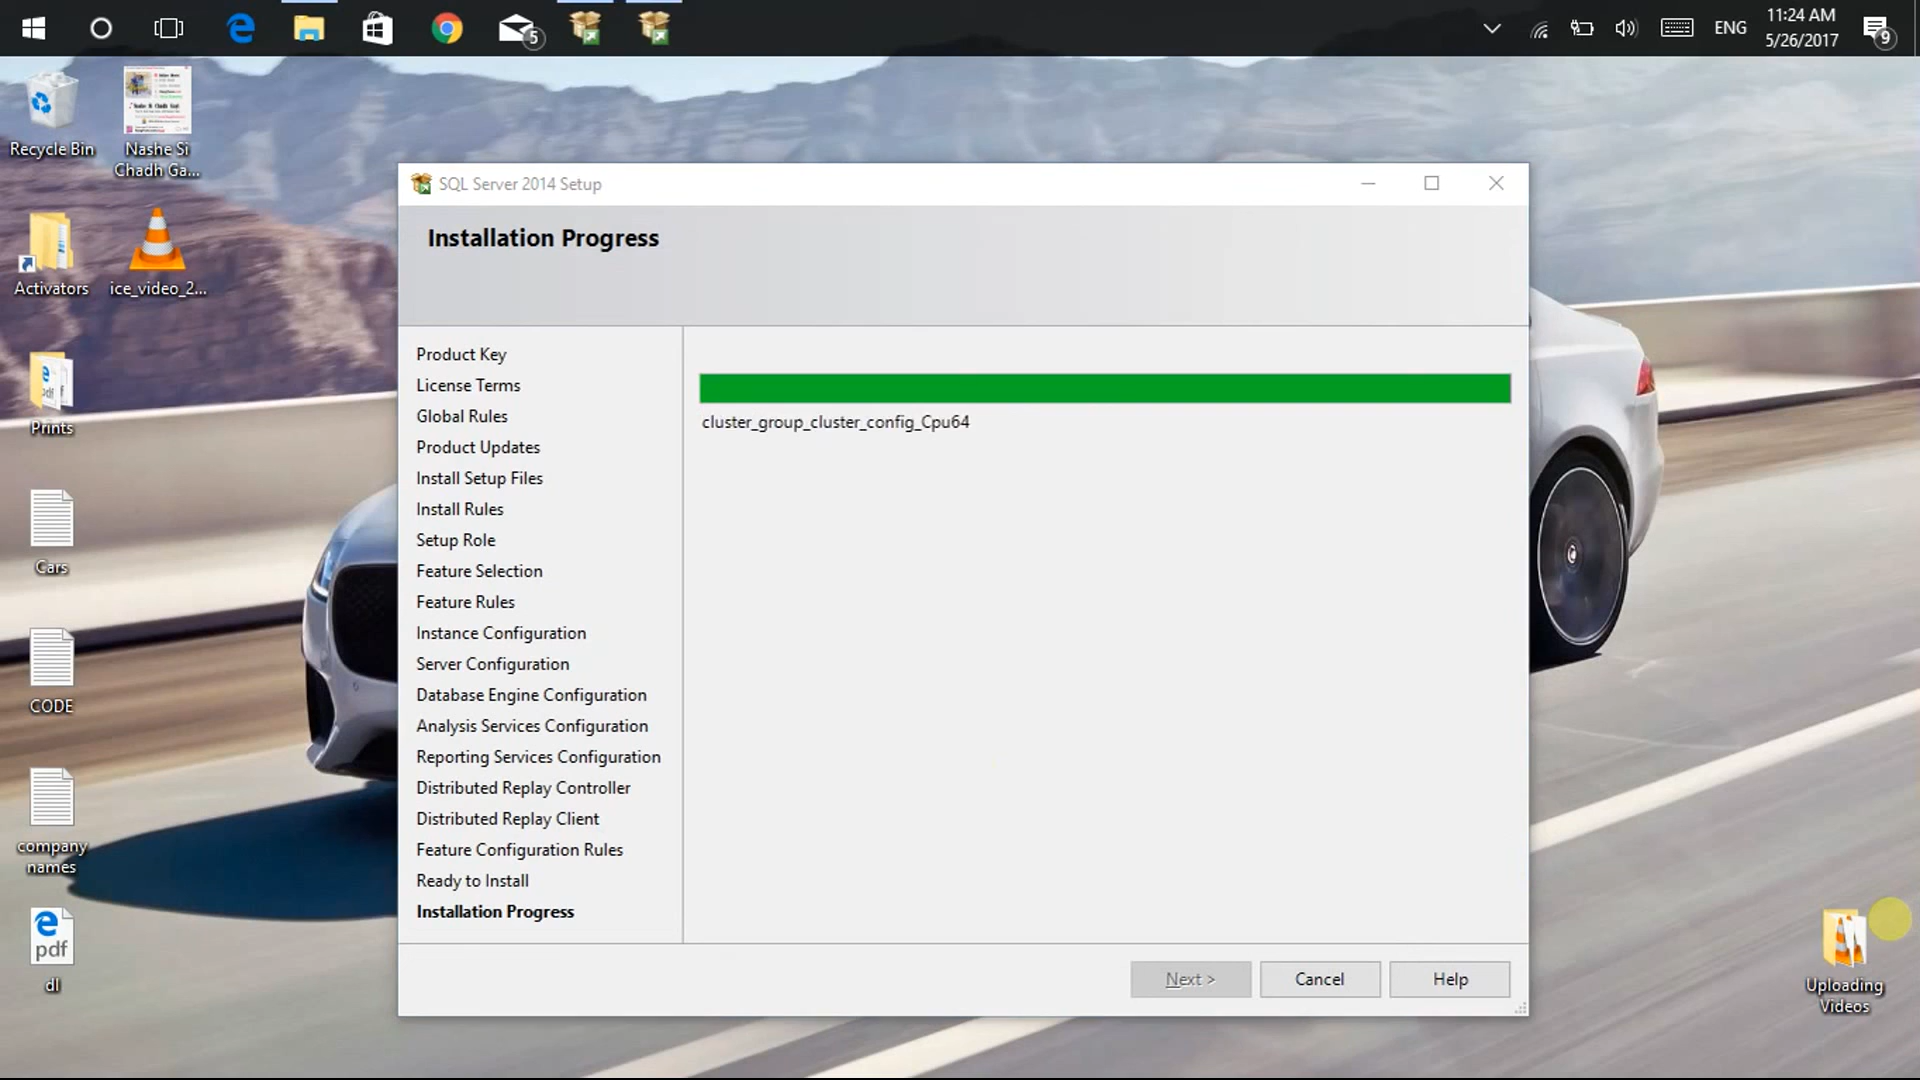 5
ENG
11:24 AM
5/26/2017
9
Recycle Bin
Nashe Si
Chadh Ga...
Activators
ice_video_2...
pdf
Prints
Cars
CODE
company
names
pdf
dl
Uploading
Videos
SQL Server 2014 Setup
Installation Progress
Product Key
License Terms
Global Rules
Product Updates
Install Setup Files
Install Rules
Setup Role
Feature Selection
Feature Rules
Instance Configuration
Server Configuration
Database Engine Configuration
Analysis Services Configuration
Reporting Services Configuration
Distributed Replay Controller
Distributed Replay Client
Feature Configuration Rules
Ready to Install
Installation Progress
cluster_group_cluster_config_Cpu64
Next >
Cancel
Help